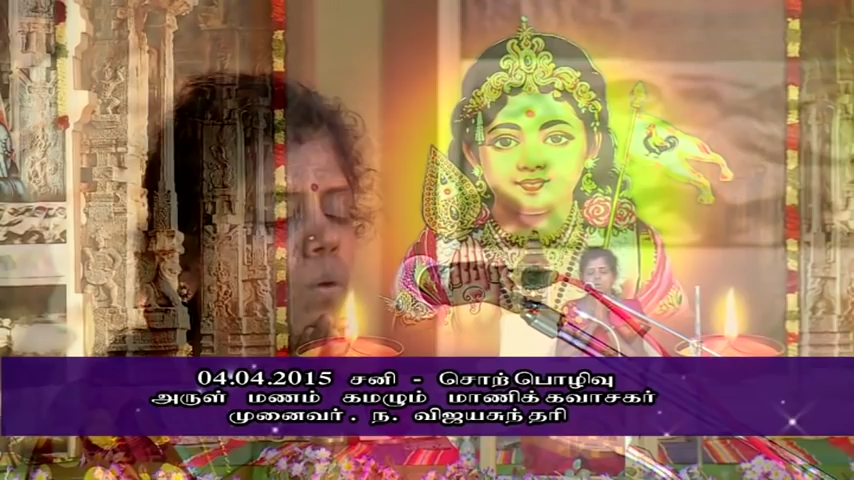 04.04.2015 சனி - சொற்பொழிவு
அருள் மணம் கமழும் மாணிக்கவாசகர்
முனைவர். ந. விஜயசுந்தரி